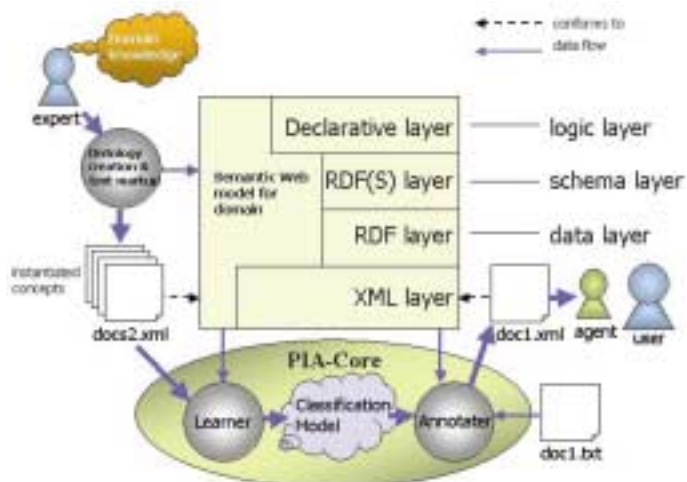 Domain
knowledge
conforms to
data flow
expert
Ontology
creation &
text markup
Semantic Web
model for
domain
Declarative layer
logic layer
RDF(S) layer
schema layer
RDF layer
data layer
XML layer
instantiated
concepts
docs2.xml
doc1.xml
agent
user
PIA-Core
Learner
Classification
Model
Annotater
doc1.txt